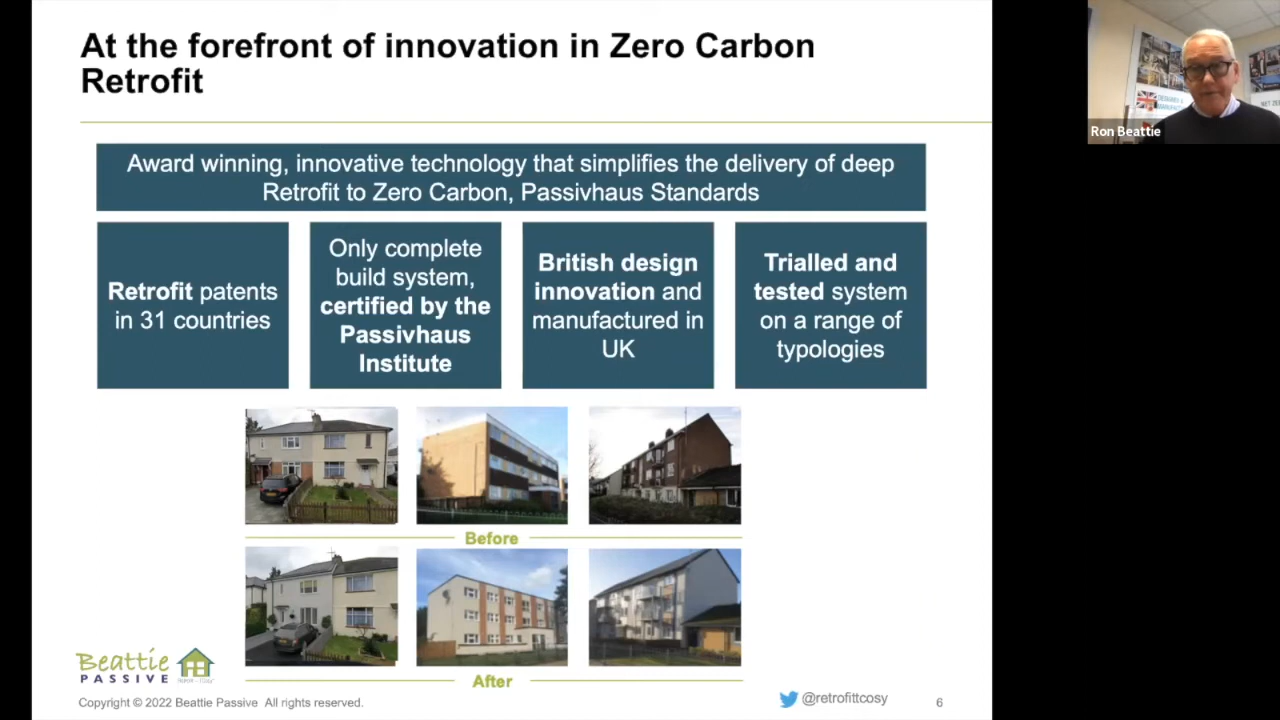 At the forefront of innovation in Zero Carbon
Retrofit
Award winning, innovative technology that simplifies the delivery of deep
Retrofit to Zero Carbon, Passivhaus Standards
Retrofit patents
in 31 countries
Only complete
build system,
certified by the
Passivhaus
Institute
British design
innovation and
manufactured in
UK
Trialled and
tested system
on a range of
typologies
Before
After
Beattie
PASSIVE
Copyright © 2022 Beattie Passive All rights reserved.
@retrofittcosy
6
Ron Beattie